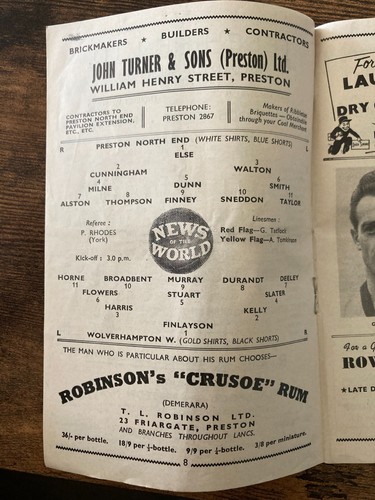 BRICKMAKERS ★ BUILDERS ★ CONTRACTORS
JOHN TURNER & SONS (Preston) Ltd.
WILLIAM HENRY STREET, PRESTON
CONTRACTORS TO
PRESTON NORTH END
PAVILION EXTENSION,
ETC., ETC.
TELEPHONE:
PRESTON 2867
Makers of Ribbleton
Briquettes—Obtainable
through your Coal Merchant
R PRESTON NORTH END (WHITE SHIRTS, BLUE SHORTS) L
1
ELSE
2 3
CUNNINGHAM WALTON
4 5 6
MILNE DUNN SMITH
7 8 9 10 11
ALSTON THOMPSON FINNEY SNEDDON TAYLOR
Referee :
P. RHODES
(York)
Kick-off : 3.0 p.m.
NEWS
OF THE
WORLD
Linesmen :
Red Flag—G. Tatlock
Yellow Flag—A. Tomlinson
HORNE BROADBENT MURRAY DURANDT DEELEY
11 10 9 8 7
FLOWERS STUART SLATER
6 5 4
HARRIS KELLY
3 2
FINLAYSON
1
L WOLVERHAMPTON W. (GOLD SHIRTS, BLACK SHORTS) R
THE MAN WHO IS PARTICULAR ABOUT HIS RUM CHOOSES—
ROBINSON's "CRUSOE" RUM
(DEMERARA)
T. L. ROBINSON LTD.
23 FRIARGATE, PRESTON
AND BRANCHES THROUGHOUT LANCS.
36/- per bottle. 18/9 per ½-bottle. 9/9 per ¼-bottle. 3/8 per miniature.
8
For
LAU
DRY
For a G
ROV
★ LATE D